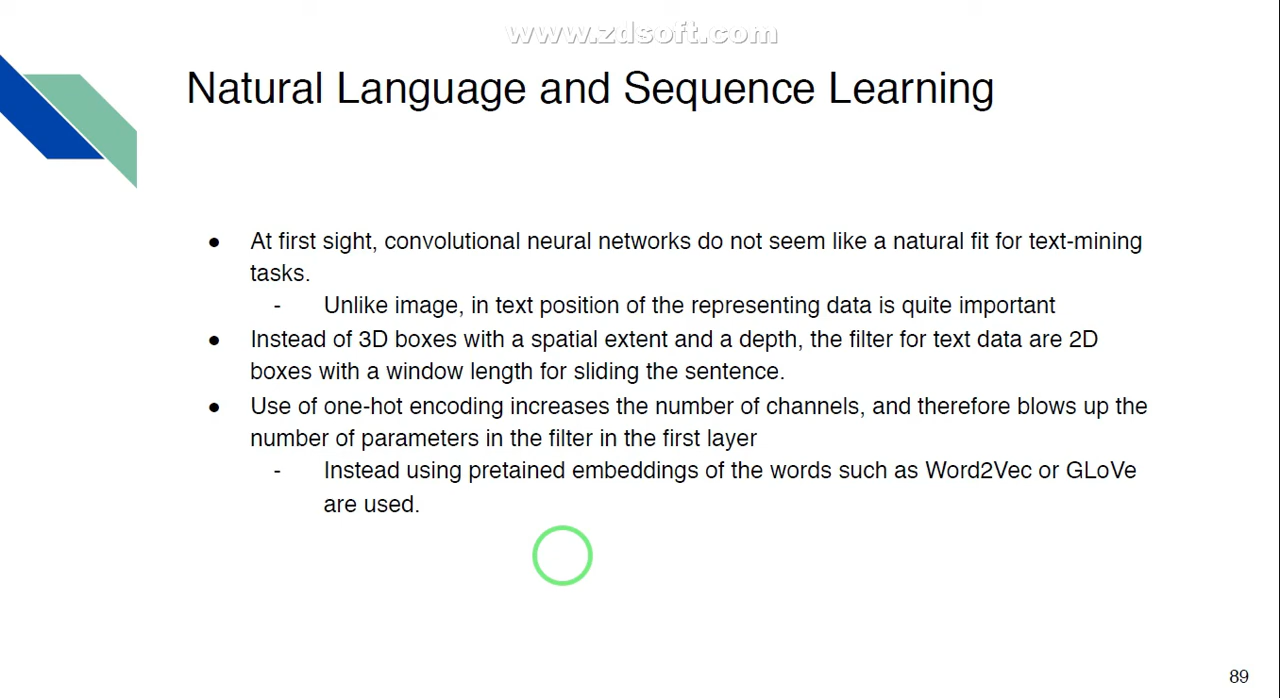 www.zdsoft.com
Natural Language and Sequence Learning
● At first sight, convolutional neural networks do not seem like a natural fit for text-mining
tasks.
- Unlike image, in text position of the representing data is quite important
● Instead of 3D boxes with a spatial extent and a depth, the filter for text data are 2D
boxes with a window length for sliding the sentence.
● Use of one-hot encoding increases the number of channels, and therefore blows up the
number of parameters in the filter in the first layer
- Instead using pretained embeddings of the words such as Word2Vec or GLoVe
are used.
89